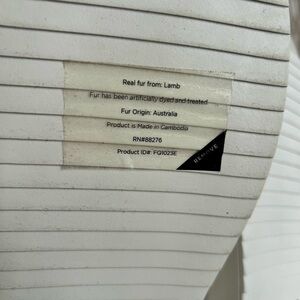 Real fur from: Lamb
Fur has been artificially dyed and treated
Fur Origin: Australia
Product is Made in Cambodia
RN#88276
Product ID#: FG1023E
REMOVE